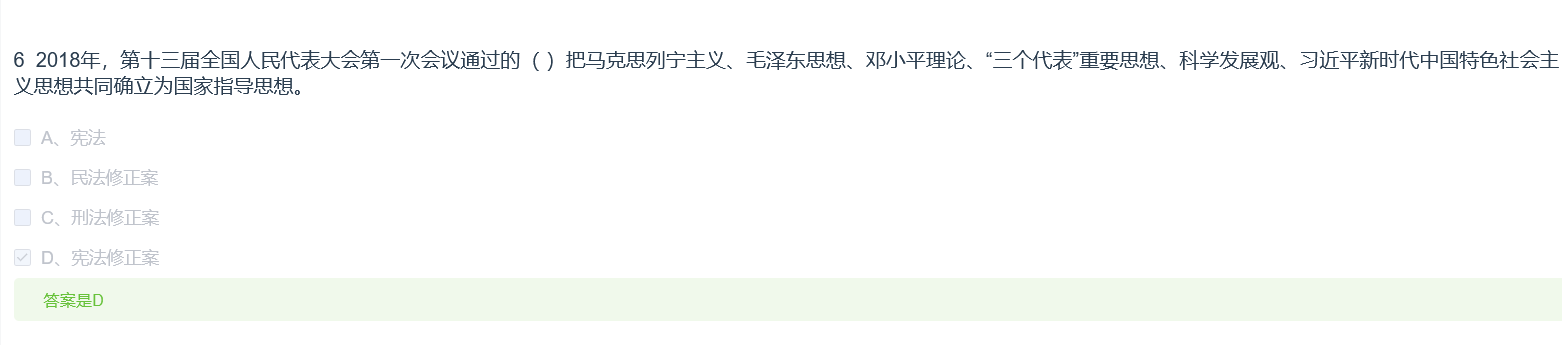 6  2018年，第十三届全国人民代表大会第一次会议通过的（ ）把马克思列宁主义、毛泽东思想、邓小平理论、“三个代表”重要思想、科学发展观、习近平新时代中国特色社会主
义思想共同确立为国家指导思想。
A、宪法
B、民法修正案
C、刑法修正案
D、宪法修正案
答案是D